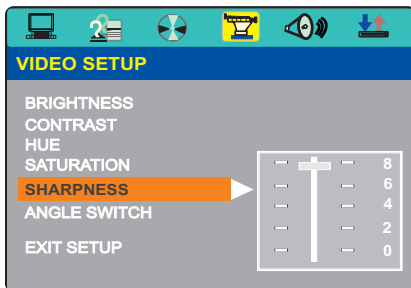 VIDEO SETUP
BRIGHTNESS
CONTRAST
HUE
SATURATION
SHARPNESS
ANGLE SWITCH
EXIT SETUP
8
6
4
2
0